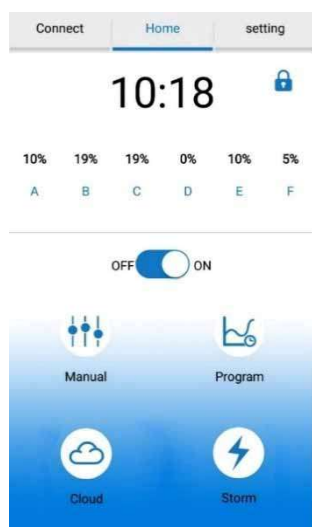 Connect Home setting
10:18
10% 19% 19% 0% 10% 5%
A B C D E F
OFF ON
Manual Program
Cloud Storm